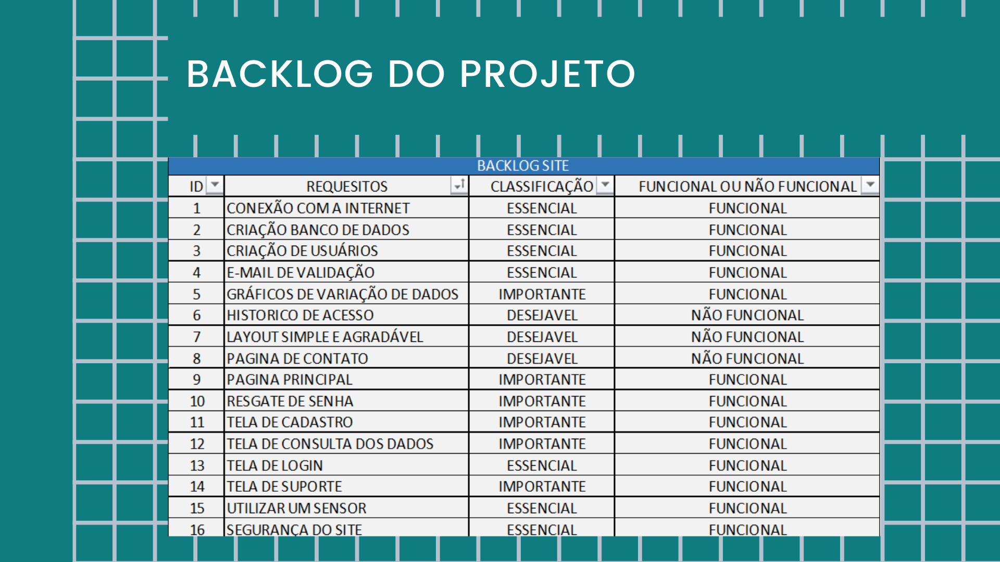 BACKLOG DO PROJETO
BACKLOG SITE
ID REQUESITOS CLASSIFICAÇÃO FUNCIONAL OU NÃO FUNCIONAL
1 CONEXÃO COM A INTERNET ESSENCIAL FUNCIONAL
2 CRIAÇÃO BANCO DE DADOS ESSENCIAL FUNCIONAL
3 CRIAÇÃO DE USUÁRIOS ESSENCIAL FUNCIONAL
4 E-MAIL DE VALIDAÇÃO ESSENCIAL FUNCIONAL
5 GRÁFICOS DE VARIAÇÃO DE DADOS IMPORTANTE FUNCIONAL
6 HISTORICO DE ACESSO DESEJAVEL NÃO FUNCIONAL
7 LAYOUT SIMPLE E AGRADÁVEL DESEJAVEL NÃO FUNCIONAL
8 PAGINA DE CONTATO DESEJAVEL NÃO FUNCIONAL
9 PAGINA PRINCIPAL IMPORTANTE FUNCIONAL
10 RESGATE DE SENHA IMPORTANTE FUNCIONAL
11 TELA DE CADASTRO IMPORTANTE FUNCIONAL
12 TELA DE CONSULTA DOS DADOS IMPORTANTE FUNCIONAL
13 TELA DE LOGIN ESSENCIAL FUNCIONAL
14 TELA DE SUPORTE IMPORTANTE FUNCIONAL
15 UTILIZAR UM SENSOR ESSENCIAL FUNCIONAL
16 SEGURANÇA DO SITE ESSENCIAL FUNCIONAL